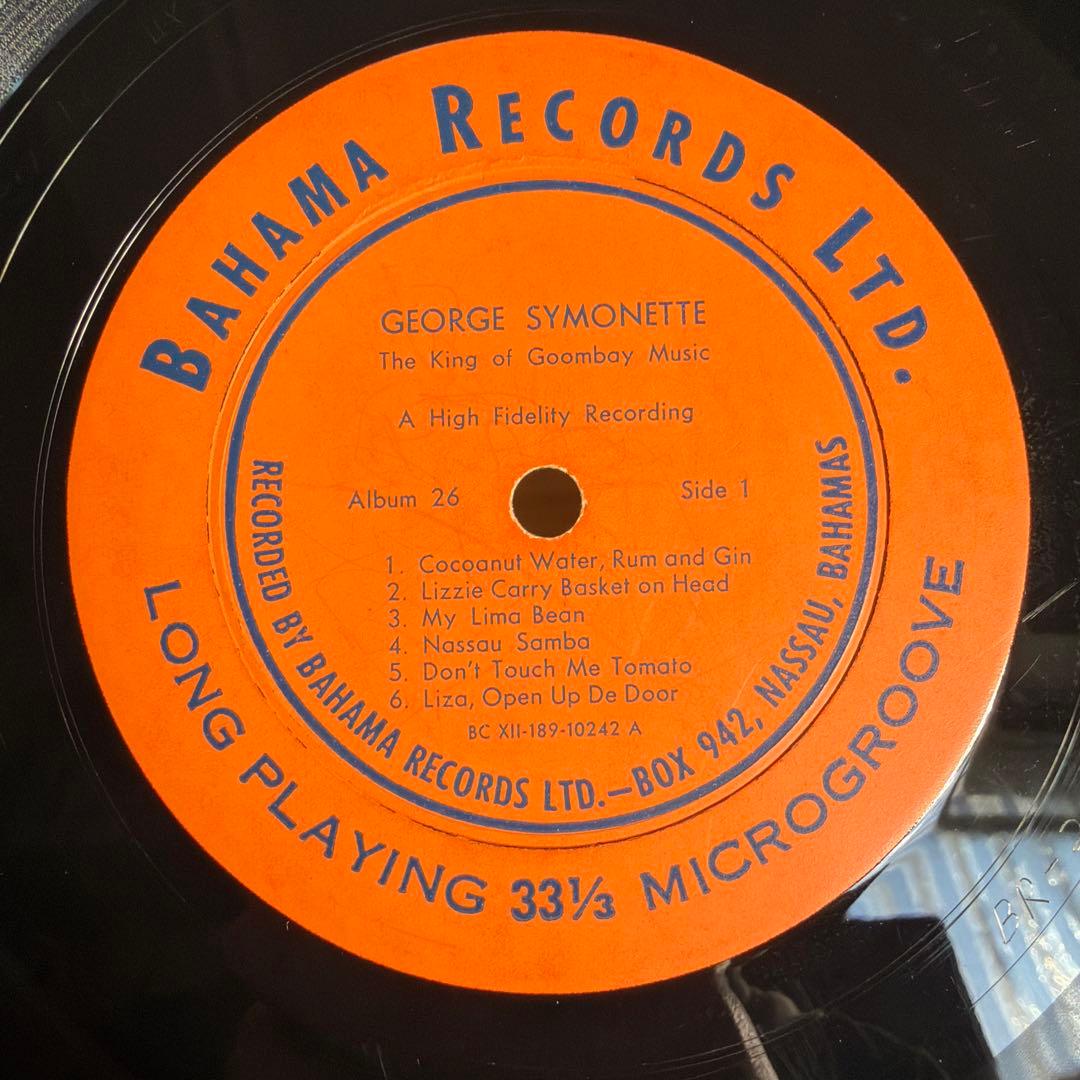 BAHAMA RECORDS LTD.
GEORGE SYMONETTE
The King of Goombay Music
A High Fidelity Recording
Album 26
Side 1
1. Cocoanut Water, Rum and Gin
2. Lizzie Carry Basket on Head
3. My Lima Bean
4. Nassau Samba
5. Don't Touch Me Tomato
6. Liza, Open Up De Door
BC XII-189-10242 A
RECORDED BY BAHAMA RECORDS LTD.—BOX 942, NASSAU, BAHAMAS
LONG PLAYING 33⅓ MICROGROOVE
BR-